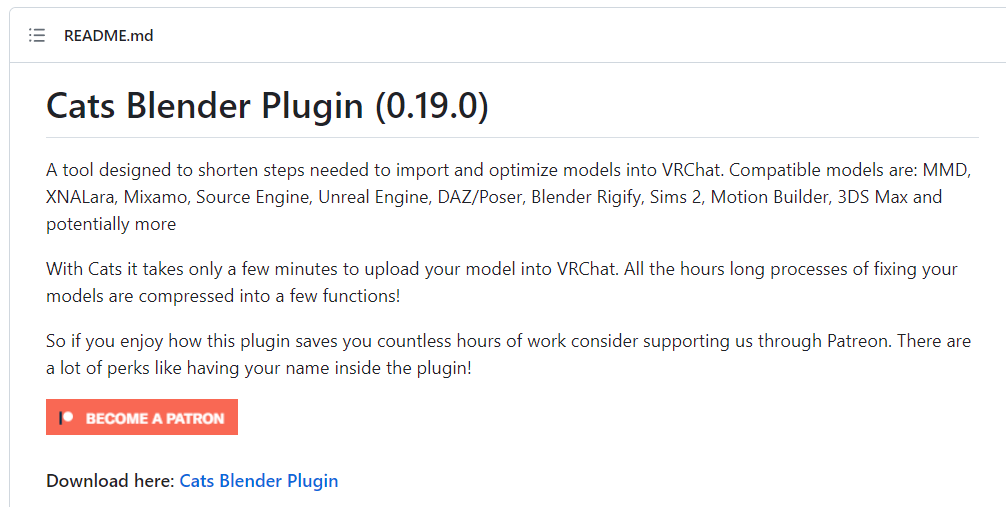 README.md
Cats Blender Plugin (0.19.0)
A tool designed to shorten steps needed to import and optimize models into VRChat. Compatible models are: MMD,
XNALara, Mixamo, Source Engine, Unreal Engine, DAZ/Poser, Blender Rigify, Sims 2, Motion Builder, 3DS Max and
potentially more
With Cats it takes only a few minutes to upload your model into VRChat. All the hours long processes of fixing your
models are compressed into a few functions!
So if you enjoy how this plugin saves you countless hours of work consider supporting us through Patreon. There are
a lot of perks like having your name inside the plugin!
BECOME A PATRON
Download here: Cats Blender Plugin